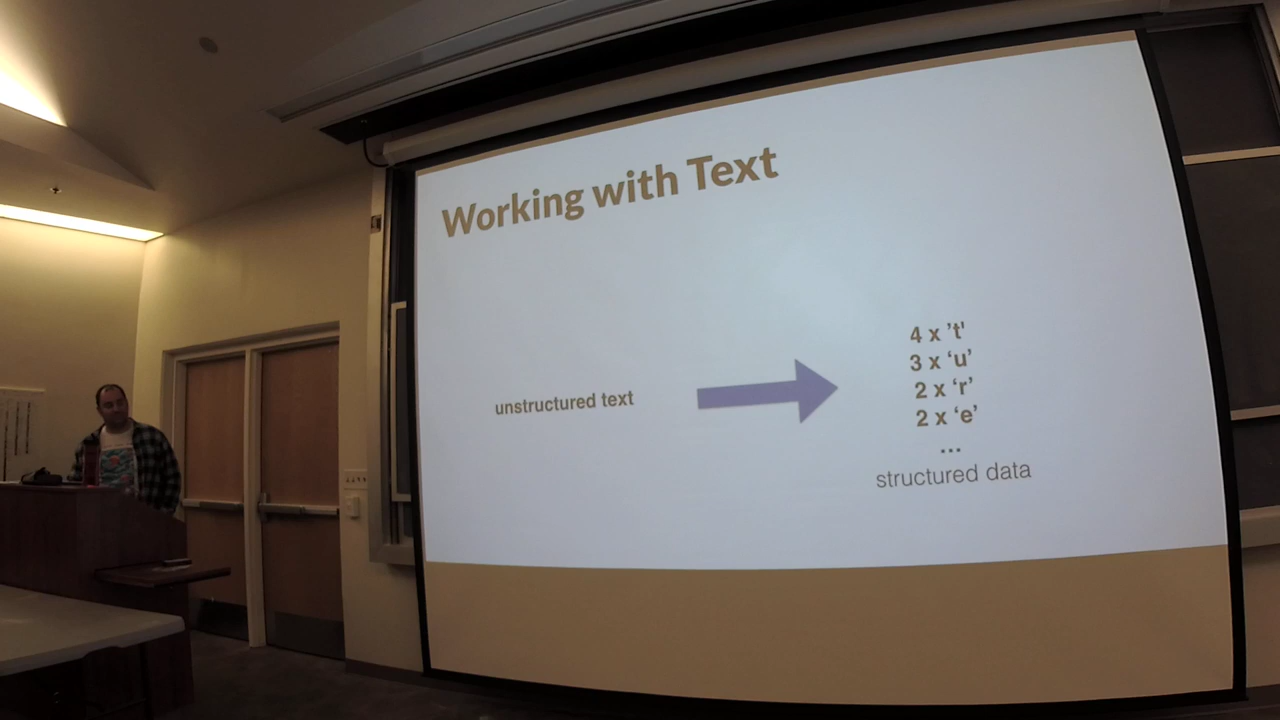 Working with Text
unstructured text
4 x ’t'
3 x ‘u’
2 x ‘r’
2 x ‘e’
...
structured data